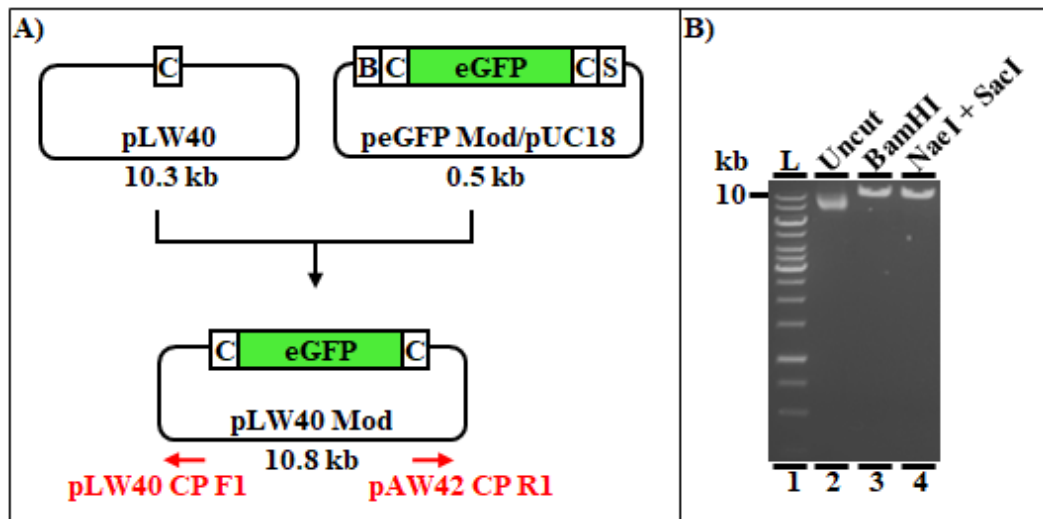 A)
C
pLW40
10.3 kb
B C eGFP C S
peGFP Mod/pUC18
0.5 kb
C eGFP C
pLW40 Mod
10.8 kb
pLW40 CP F1
pAW42 CP R1
B)
kb L Uncut BamHI NaeI + SacI
10
1 2 3 4